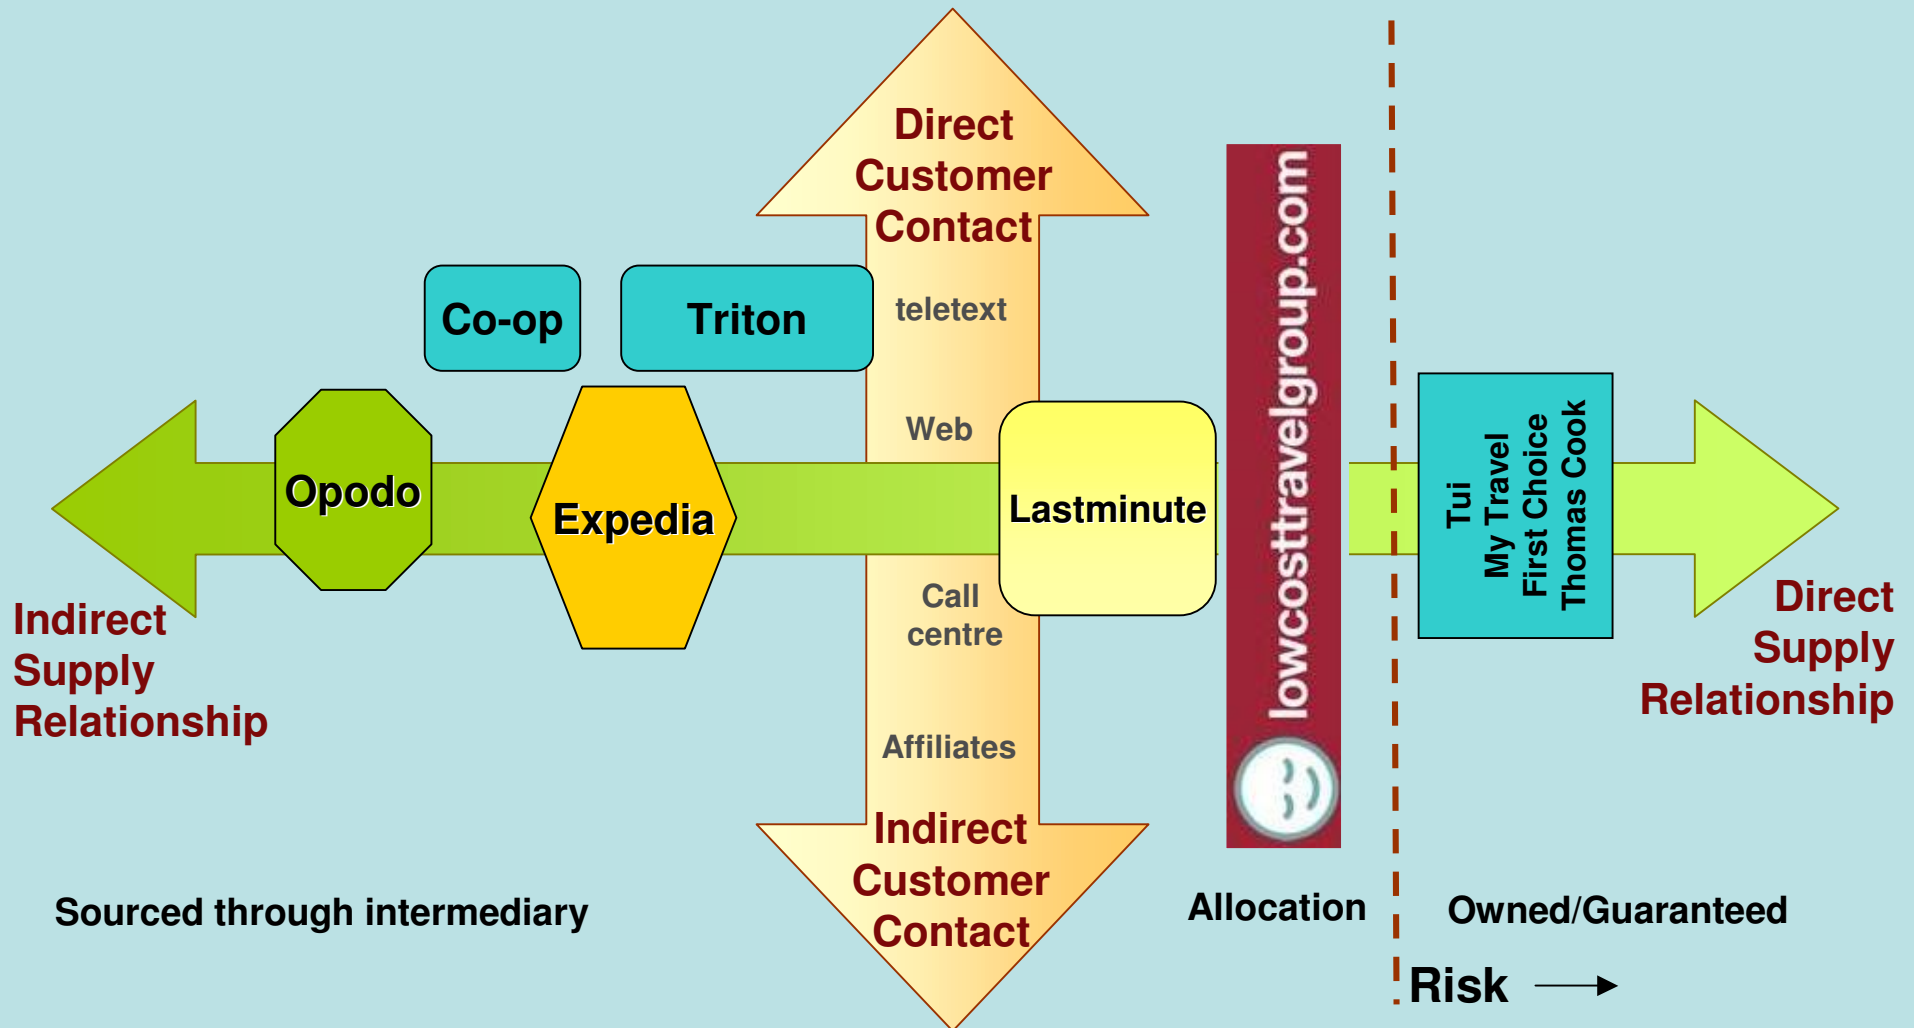 Direct
Customer
Contact
Co-op
Triton
teletext
Web
Opodo
Expedia
Lastminute
lowcosttravelgroup.com
Tui
My Travel
First Choice
Thomas Cook
Call
centre
Affiliates
Indirect
Supply
Relationship
Direct
Supply
Relationship
Indirect
Customer
Contact
Sourced through intermediary
Allocation
Owned/Guaranteed
Risk